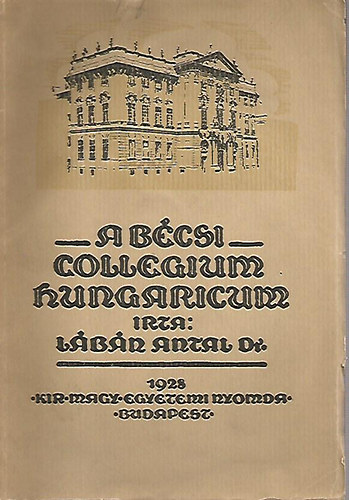 A BÉCSI
COLLEGIUM
HUNGARICUM
IRTA:
LÁBÁN ANTAL Dr.
1928
·KIR·MAGY·EGYETEMI NYOMDA·
·BUDAPEST·